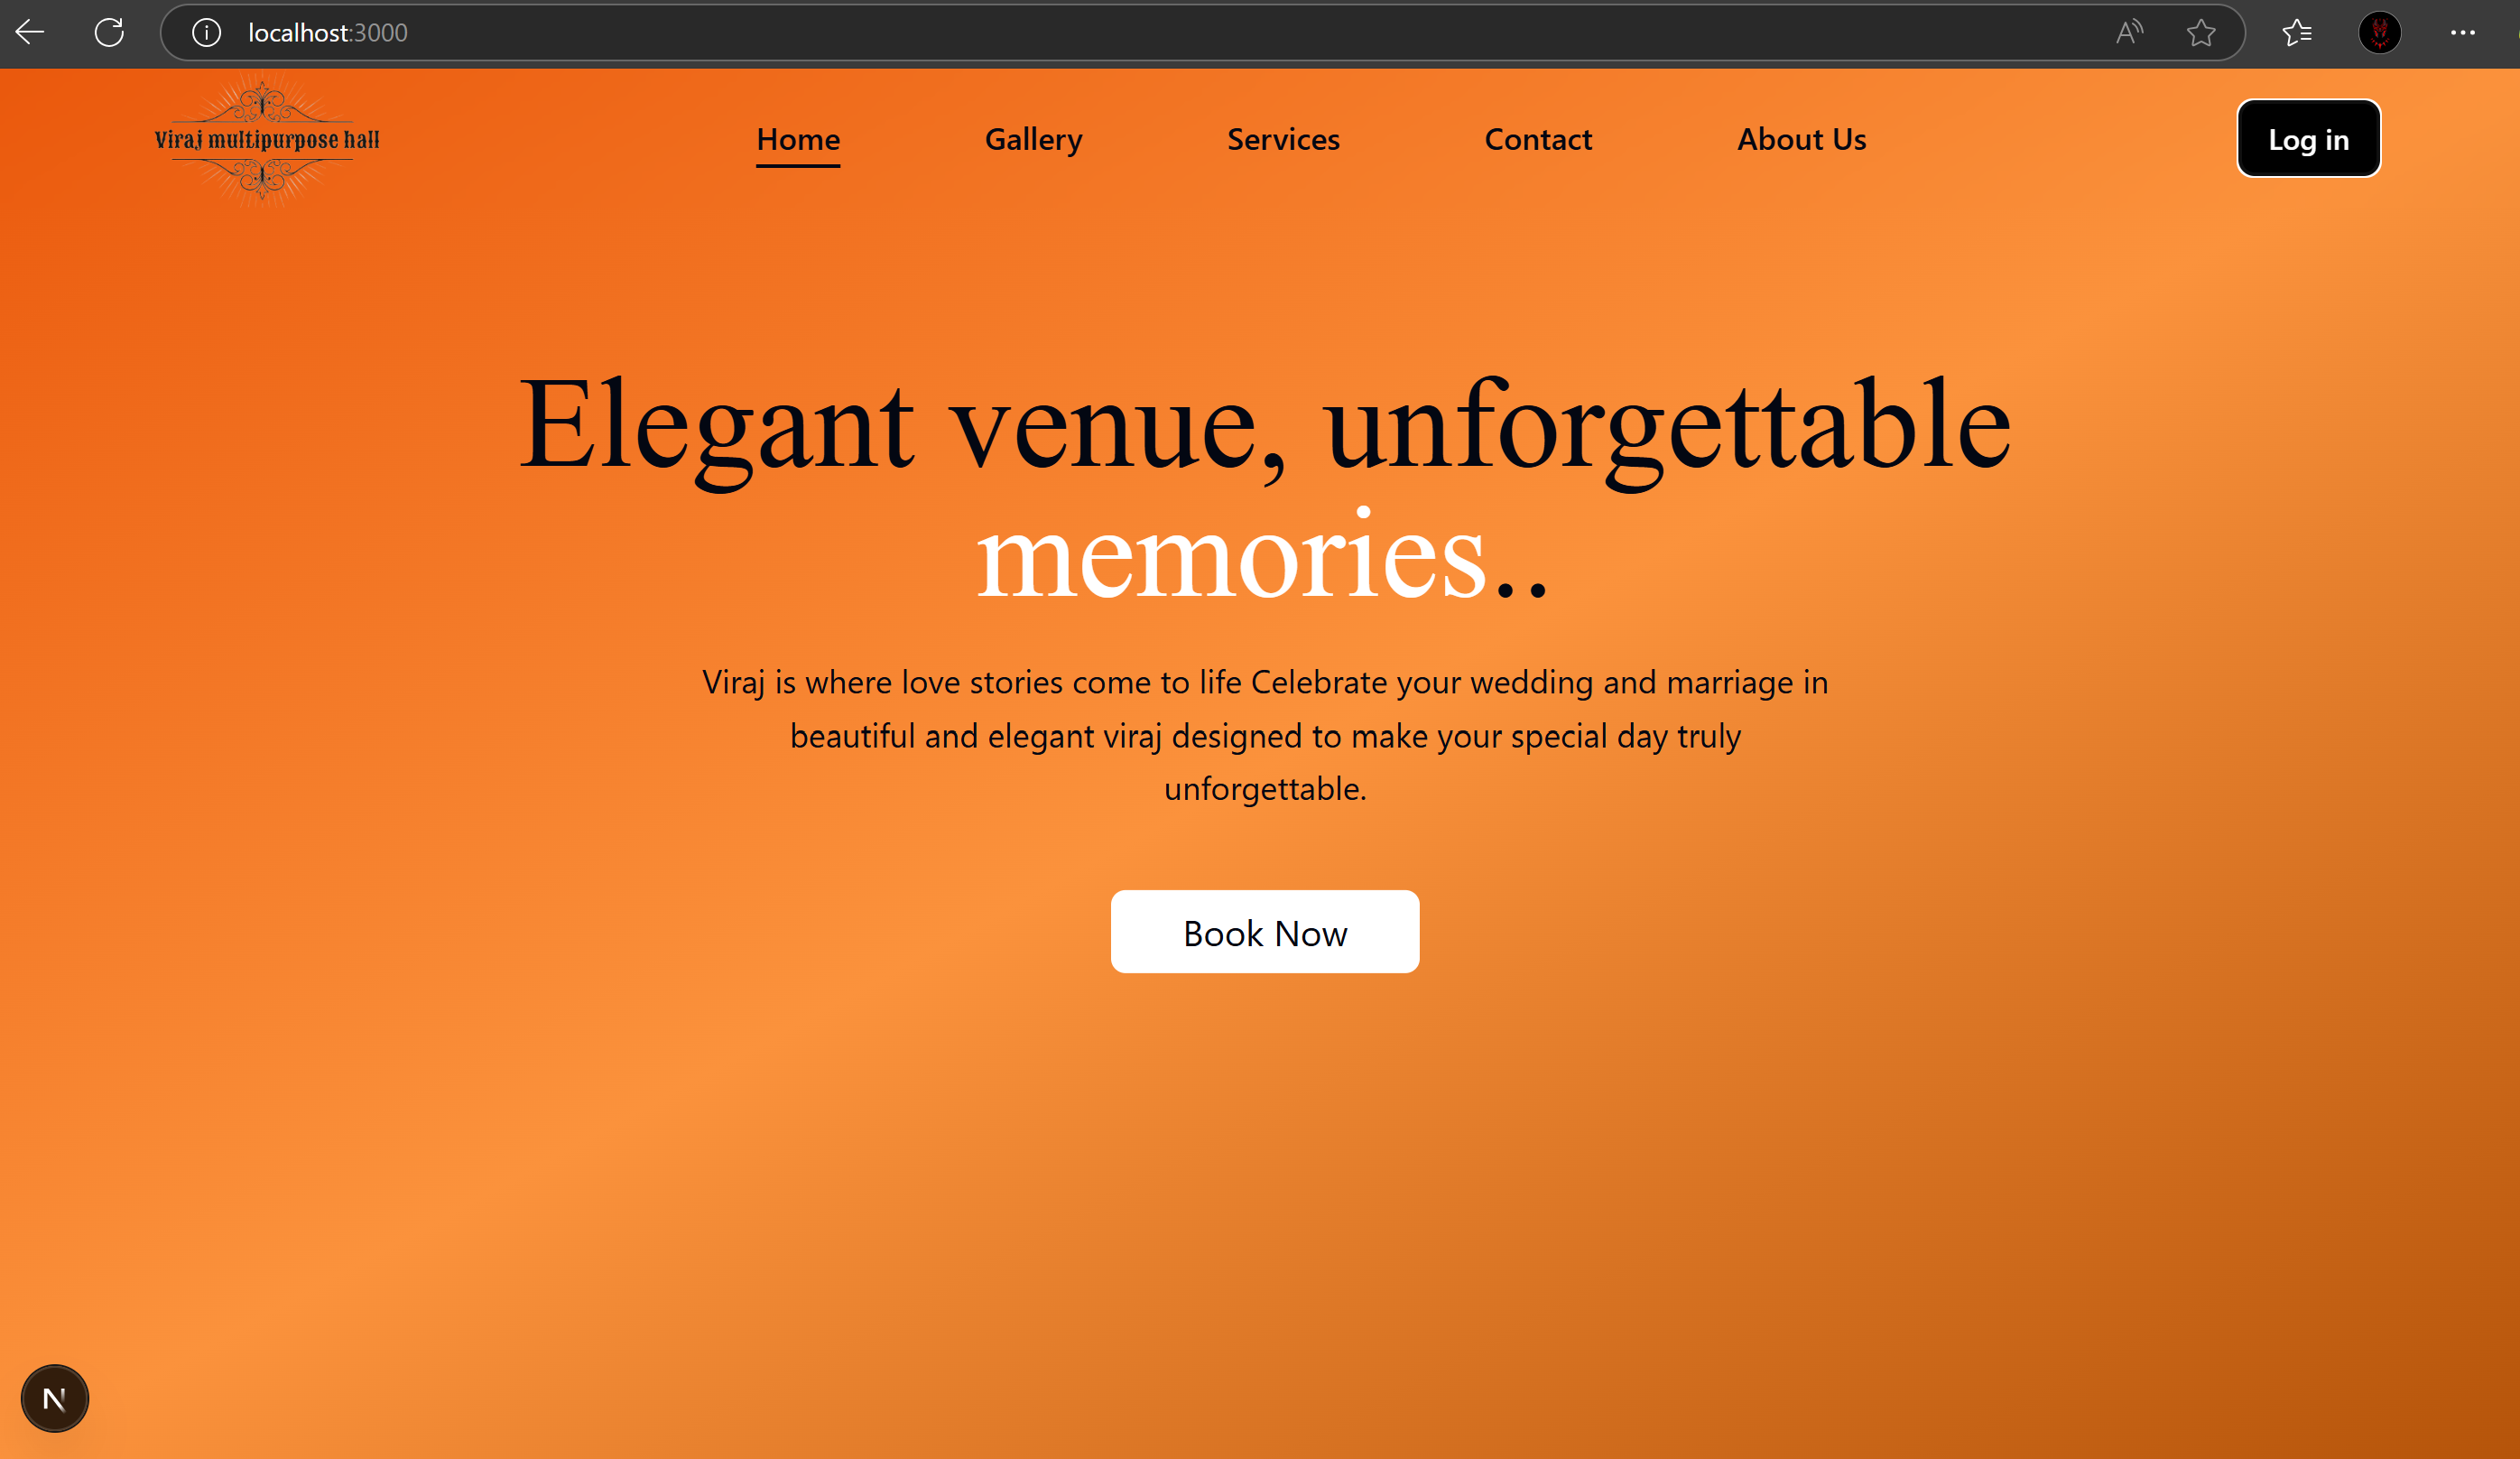 localhost:3000
Viraj multipurpose hall
Home Gallery Services Contact About Us Log in
Elegant venue, unforgettable
memories..
Viraj is where love stories come to life Celebrate your wedding and marriage in
beautiful and elegant viraj designed to make your special day truly
unforgettable.
Book Now
N